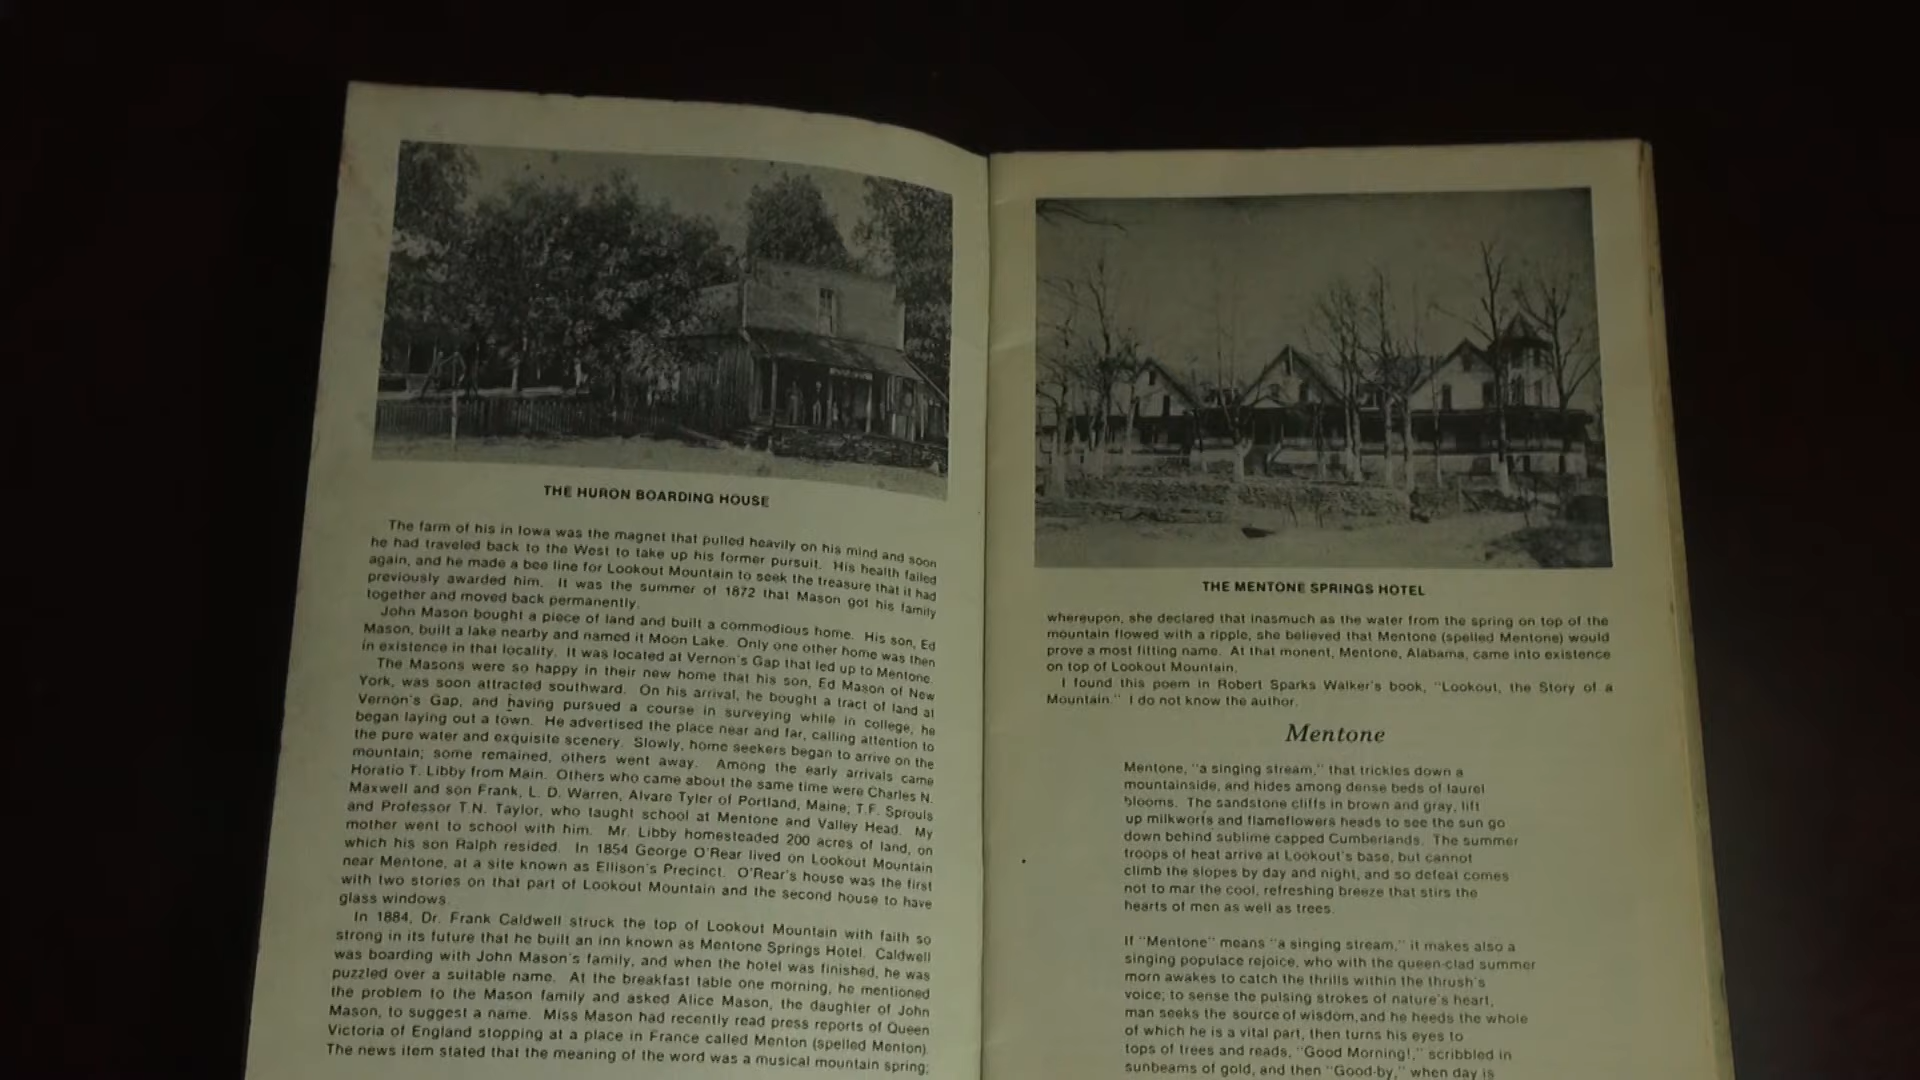 THE HURON BOARDING HOUSE
The farm of his in Iowa was the magnet that pulled heavily on his mind and soon
he had traveled back to the West to take up his former pursuit. His health failed
again, and he made a bee line for Lookout Mountain to seek the treasure that it had
previously awarded him. It was the summer of 1872 that Mason got his family
together and moved back permanently.
John Mason bought a piece of land and built a commodious home. His son, Ed
Mason, built a lake nearby and named it Moon Lake. Only one other home was then
in existence in that locality. It was located at Vernon's Gap that led up to Mentone.
The Masons were so happy in their new home that his son, Ed Mason of New
York, was soon attracted southward. On his arrival, he bought a tract of land at
Vernon's Gap, and having pursued a course in surveying while in college, he
began laying out a town. He advertised the place near and far, calling attention to
the pure water and exquisite scenery. Slowly, home seekers began to arrive on the
mountain; some remained, others went away. Among the early arrivals came
Horatio T. Libby from Main. Others who came about the same time were Charles N.
Maxwell and son Frank, L. D. Warren, Alvare Tyler of Portland, Maine; T.F. Sprouls
and Professor T.N. Taylor, who taught school at Mentone and Valley Head. My
mother went to school with him. Mr. Libby homesteaded 200 acres of land, on
which his son Ralph resided. In 1854 George O'Rear lived on Lookout Mountain
near Mentone, at a site known as Ellison's Precinct. O'Rear's house was the first
with two stories on that part of Lookout Mountain and the second house to have
glass windows.
In 1884, Dr. Frank Caldwell struck the top of Lookout Mountain with faith so
strong in its future that he built an inn known as Mentone Springs Hotel. Caldwell
was boarding with John Mason's family, and when the hotel was finished, he was
puzzled over a suitable name. At the breakfast table one morning, he mentioned
the problem to the Mason family and asked Alice Mason, the daughter of John
Mason, to suggest a name. Miss Mason had recently read press reports of Queen
Victoria of England stopping at a place in France called Menton (spelled Menton).
The news item stated that the meaning of the word was a musical mountain spring;
THE MENTONE SPRINGS HOTEL
whereupon, she declared that inasmuch as the water from the spring on top of the
mountain flowed with a ripple, she believed that Mentone (spelled Mentone) would
prove a most fitting name. At that monent, Mentone, Alabama, came into existence
on top of Lookout Mountain.
I found this poem in Robert Sparks Walker's book, "Lookout, the Story of a
Mountain." I do not know the author.
Mentone
Mentone, "a singing stream," that trickles down a
mountainside, and hides among dense beds of laurel
blooms. The sandstone cliffs in brown and gray, lift
up milkworts and flameflowers heads to see the sun go
down behind sublime capped Cumberlands. The summer
troops of heat arrive at Lookout's base, but cannot
climb the slopes by day and night, and so defeat comes
not to mar the cool, refreshing breeze that stirs the
hearts of men as well as trees.
If "Mentone" means "a singing stream," it makes also a
singing populace rejoice, who with the queen-clad summer
morn awakes to catch the thrills within the thrush's
voice; to sense the pulsing strokes of nature's heart,
man seeks the source of wisdom, and he heeds the whole
of which he is a vital part, then turns his eyes to
tops of trees and reads, "Good Morning!," scribbled in
sunbeams of gold, and then "Good-by," when day is